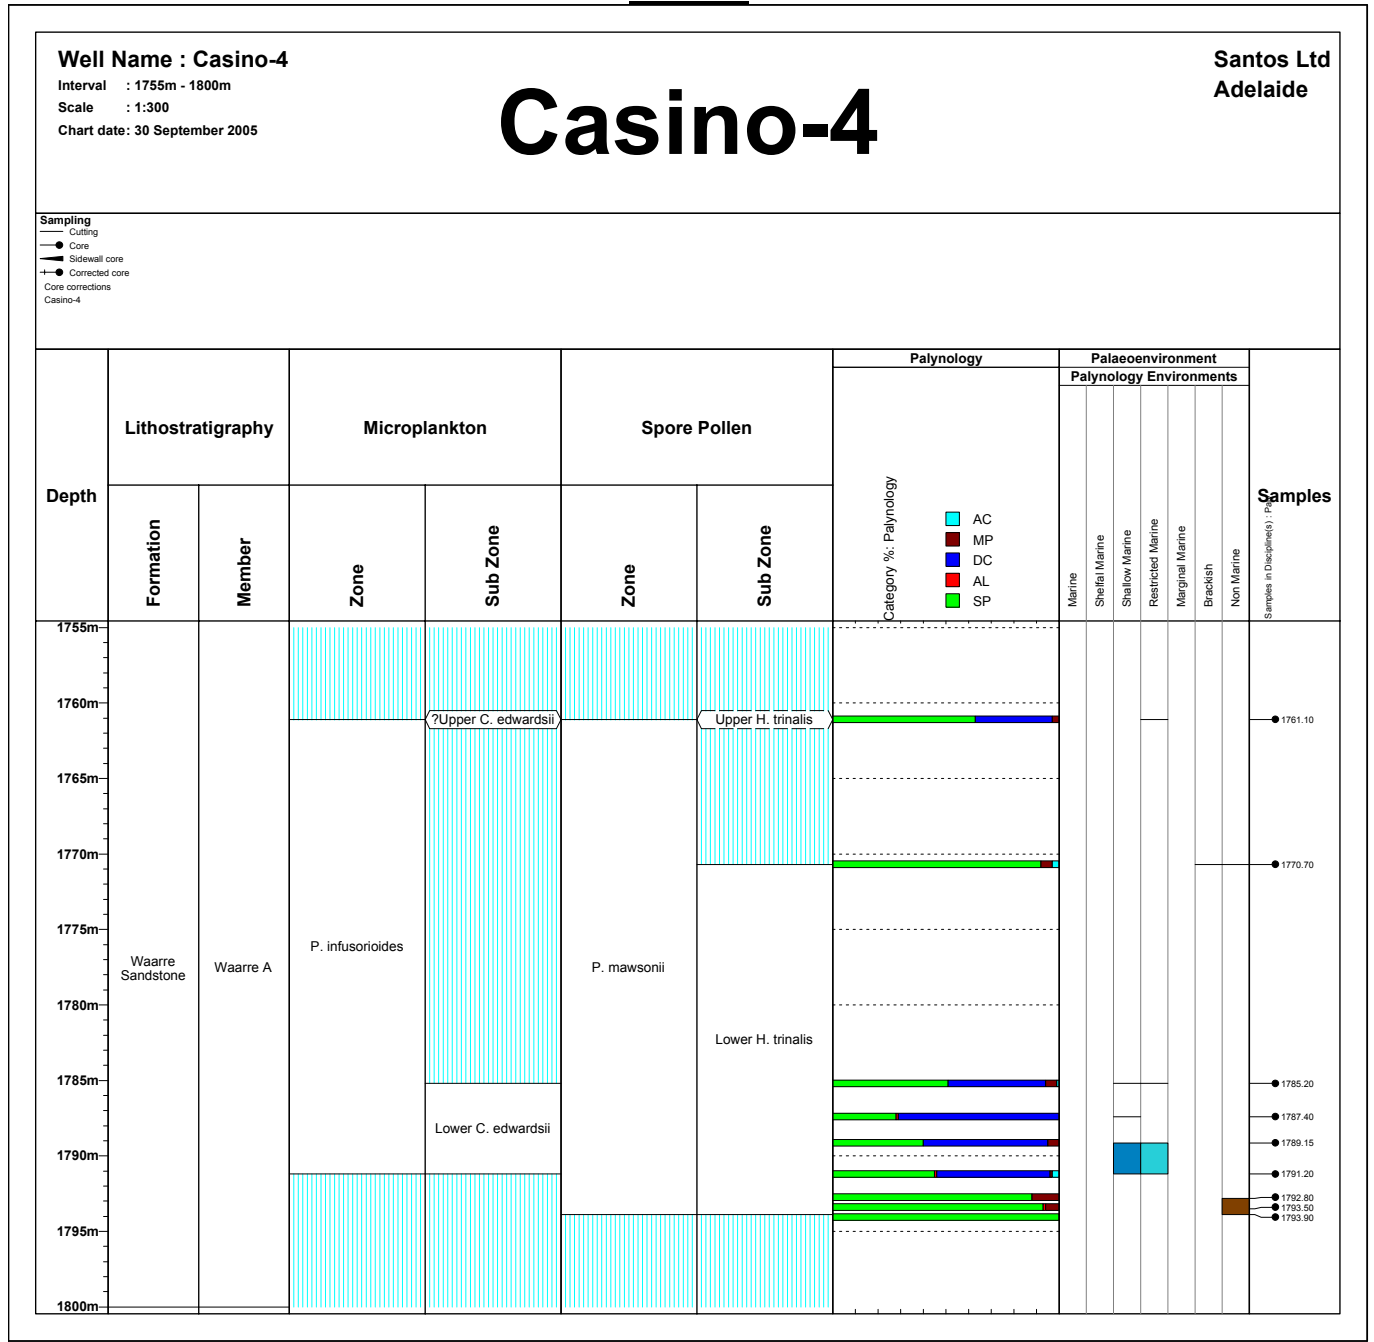 Well Name : Casino-4
Interval : 1755m - 1800m
Scale : 1:300
Chart date: 30 September 2005
Casino-4
Santos Ltd
Adelaide
Sampling
Cutting
Core
Sidewall core
Corrected core
Core corrections
Casino-4
Depth
Lithostratigraphy
Formation
Member
Microplankton
Zone
Sub Zone
Spore Pollen
Zone
Sub Zone
Palynology
Category %: Palynology
AC
MP
DC
AL
SP
Palaeoenvironment
Palynology Environments
Marine
Shelfal Marine
Shallow Marine
Restricted Marine
Marginal Marine
Brackish
Non Marine
Samples
Samples in Discipline(s) :
1755m
1760m
1765m
1770m
1775m
1780m
1785m
1790m
1795m
1800m
Waarre
Sandstone
Waarre A
P. infusorioides
?Upper C. edwardsii
Lower C. edwardsii
P. mawsonii
Upper H. trinalis
Lower H. trinalis
1761.10
1770.70
1785.20
1787.40
1789.15
1791.20
1792.80
1793.50
1793.90